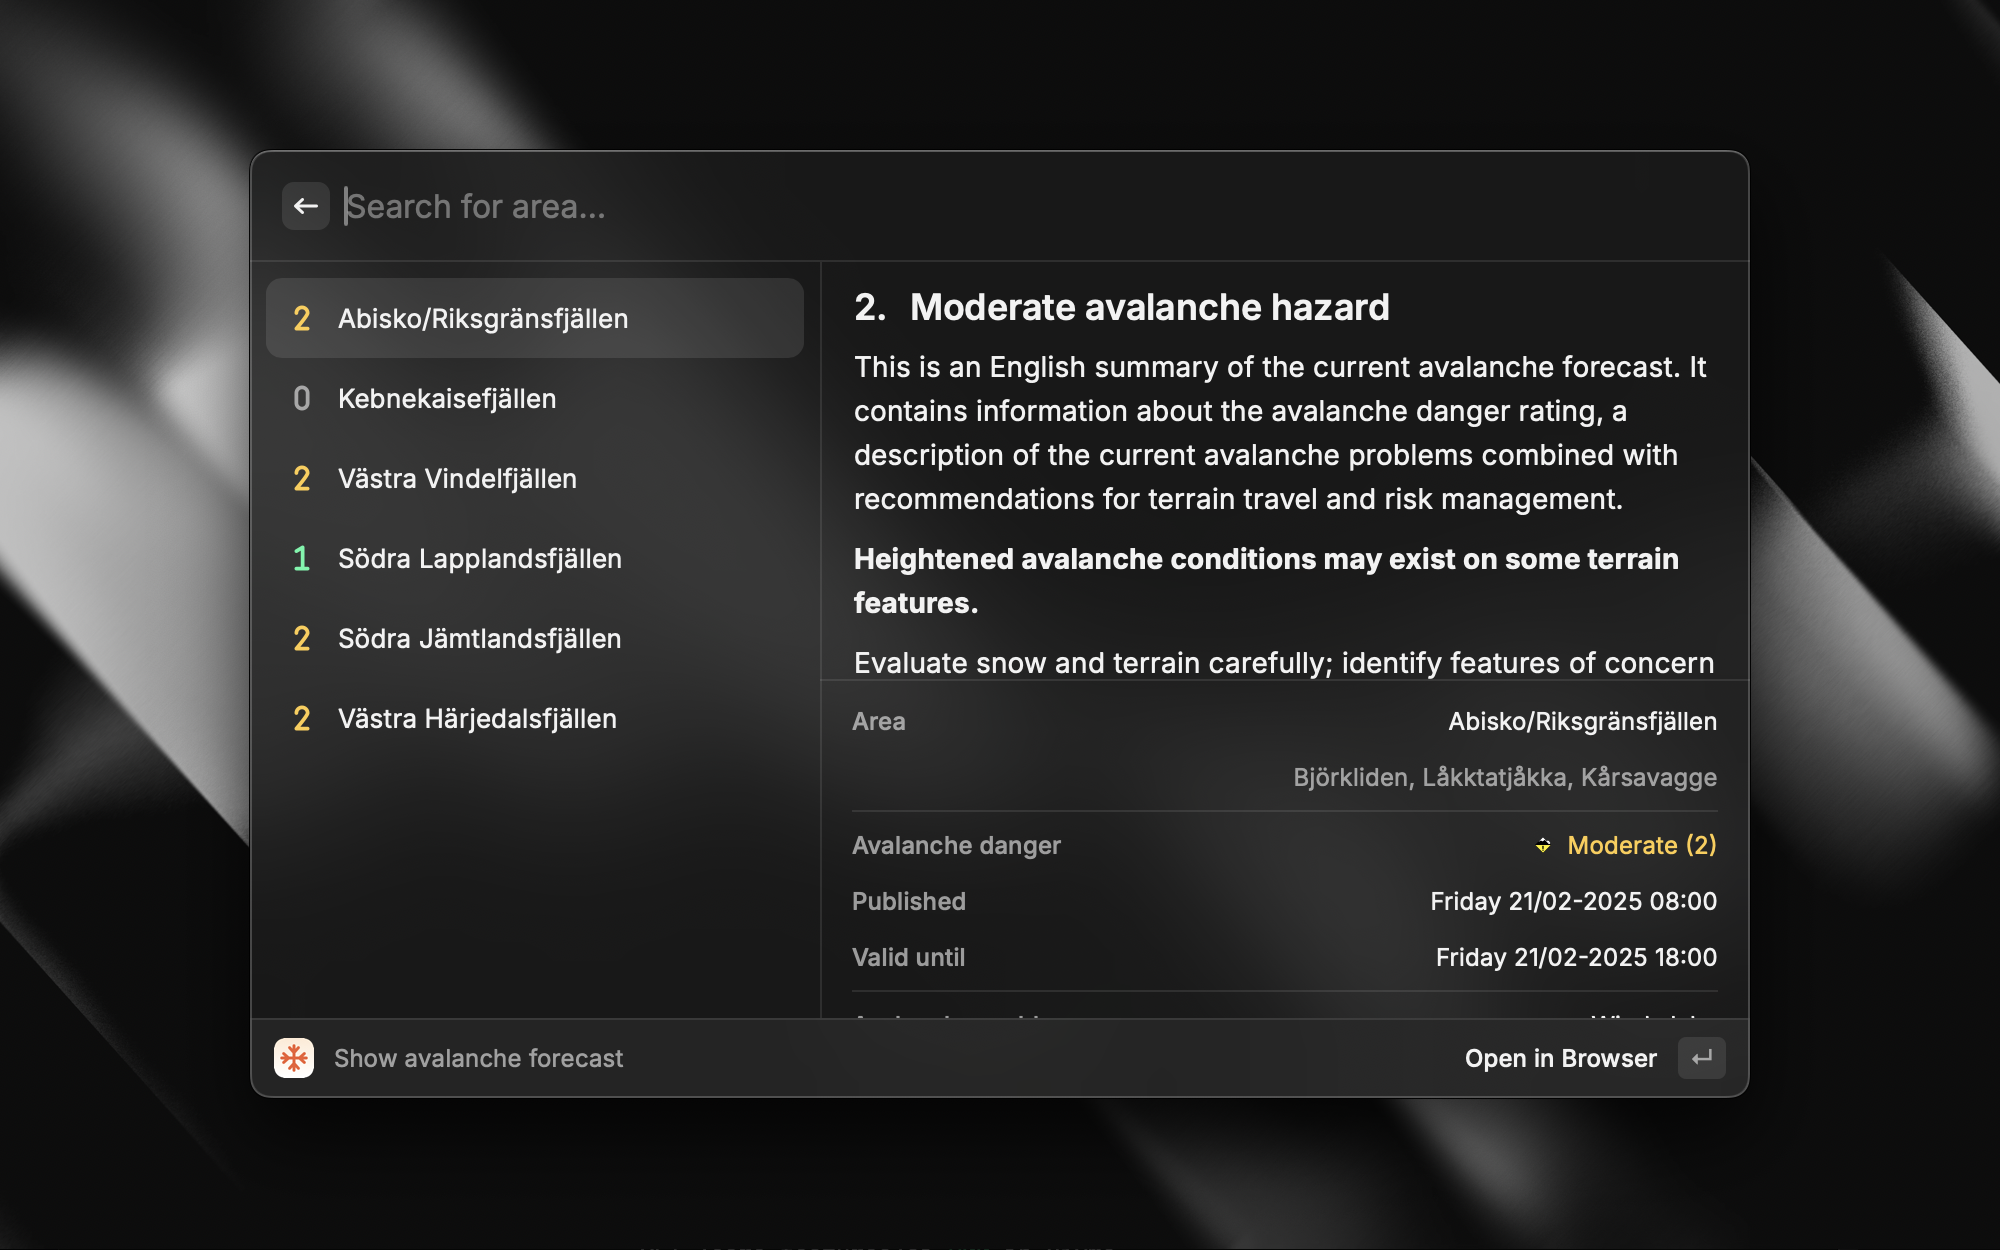 Search for area...
2 Abisko/Riksgränsfjällen
0 Kebnekaisefjällen
2 Västra Vindelfjällen
1 Södra Lapplandsfjällen
2 Södra Jämtlandsfjällen
2 Västra Härjedalsfjällen
2. Moderate avalanche hazard
This is an English summary of the current avalanche forecast. It
contains information about the avalanche danger rating, a
description of the current avalanche problems combined with
recommendations for terrain travel and risk management.
Heightened avalanche conditions may exist on some terrain
features.
Evaluate snow and terrain carefully; identify features of concern
Area Abisko/Riksgränsfjällen
Björkliden, Låkktatjåkka, Kårsavagge
Avalanche danger Moderate (2)
Published Friday 21/02-2025 08:00
Valid until Friday 21/02-2025 18:00
Show avalanche forecast
Open in Browser